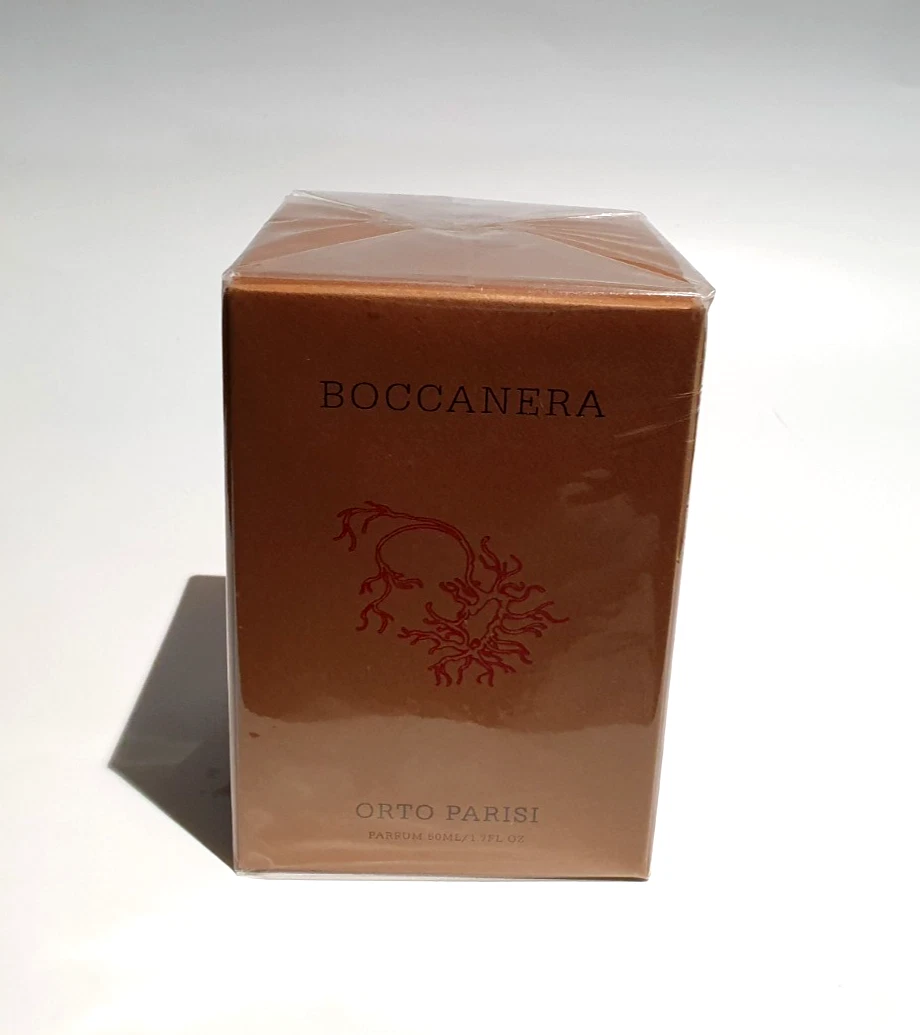 BOCCANERA
ORTO PARISI
PARFUM 50ML/1.7FL OZ